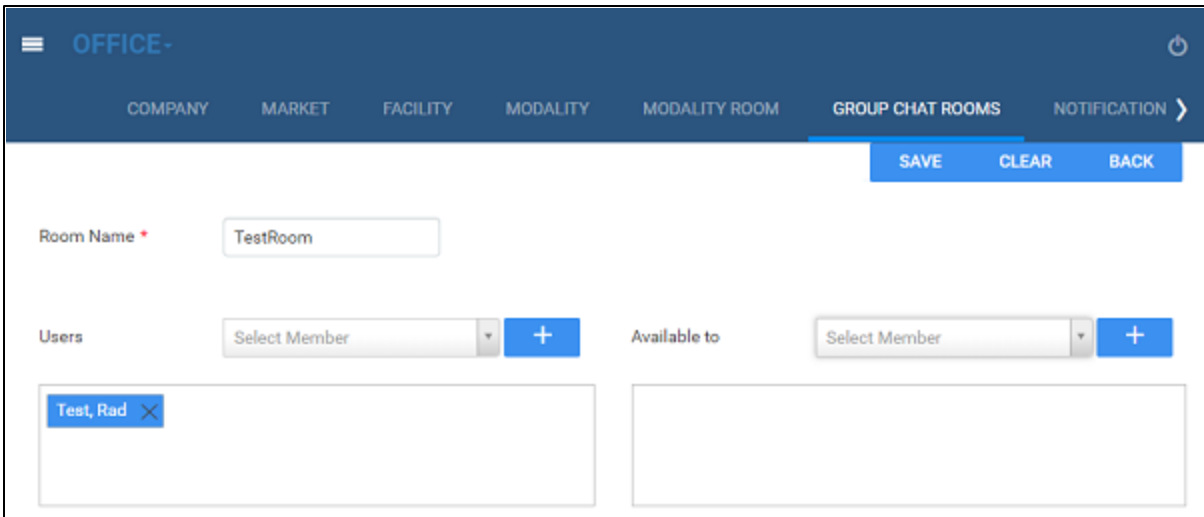 OFFICE
COMPANY MARKET FACILITY MODALITY MODALITY ROOM GROUP CHAT ROOMS NOTIFICATION
SAVE CLEAR BACK
Room Name * TestRoom
Users Select Member + Available to Select Member +
Test, Rad